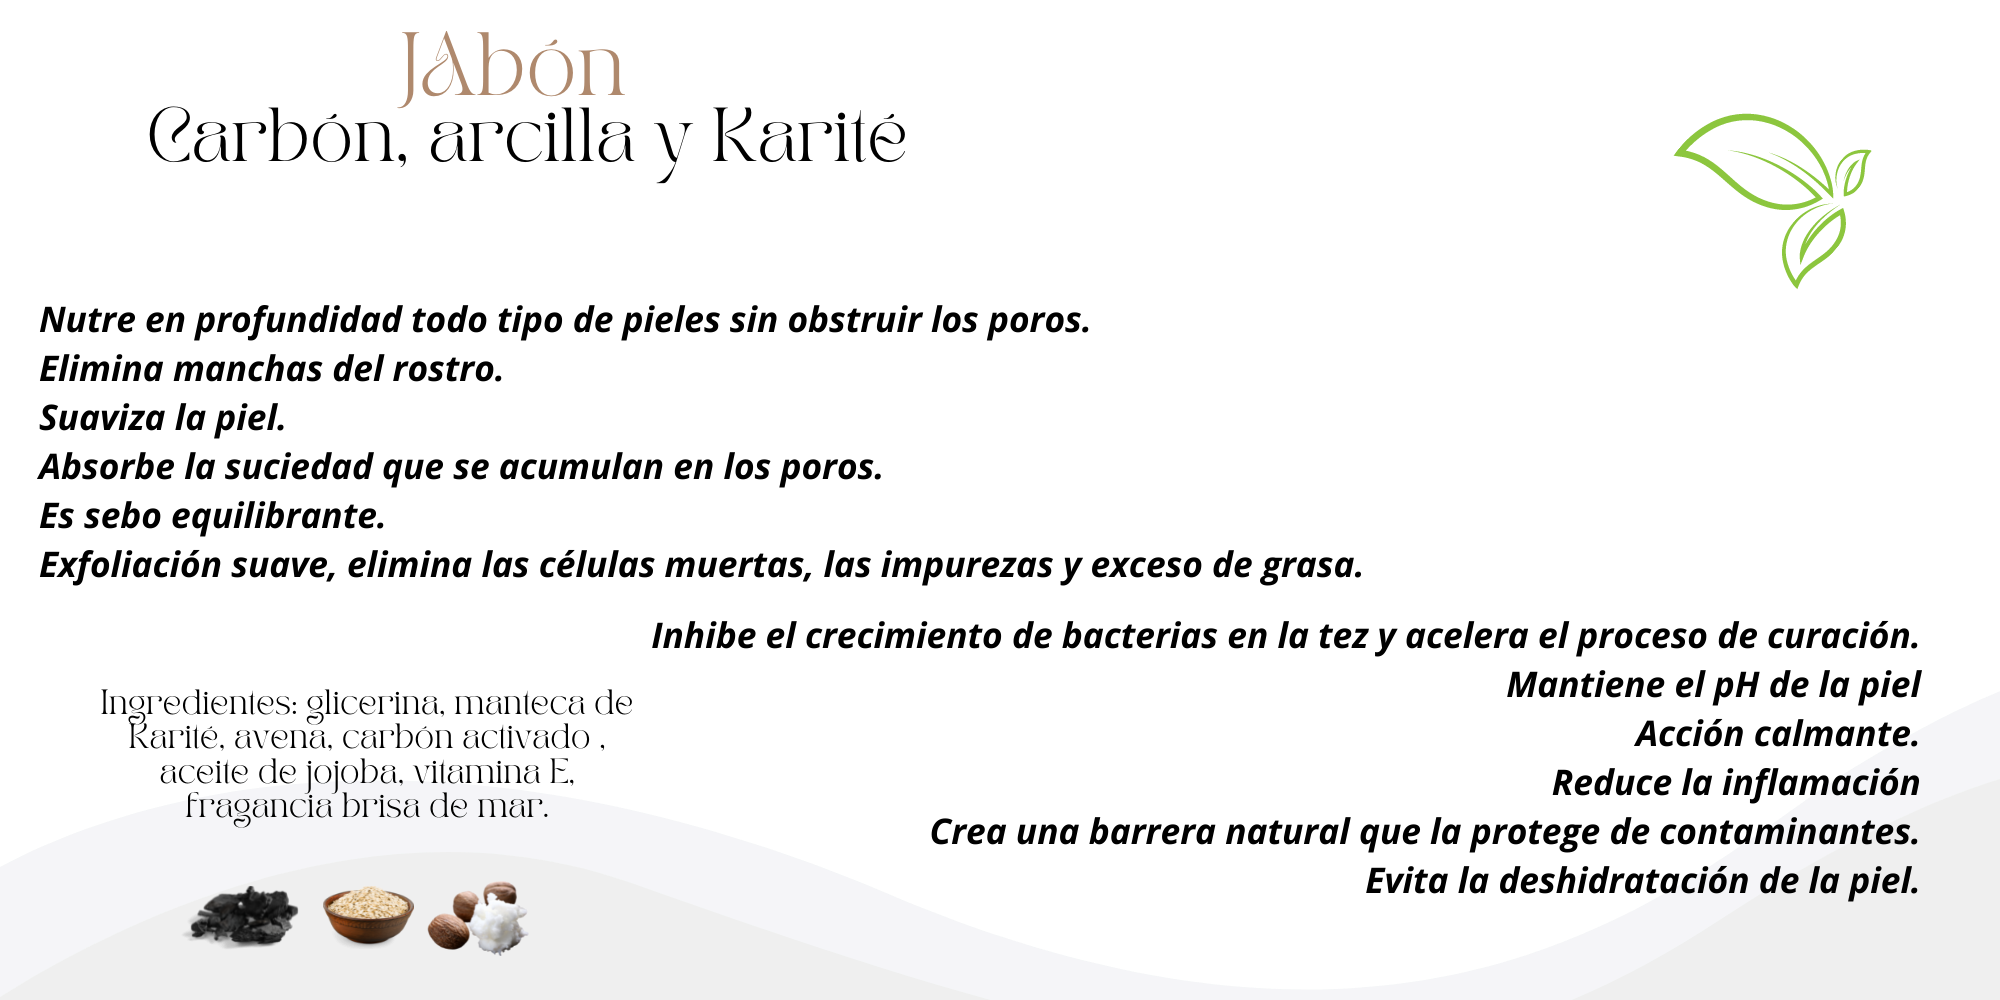 JAbón
Carbón, arcilla y Karité
Nutre en profundidad todo tipo de pieles sin obstruir los poros.
Elimina manchas del rostro.
Suaviza la piel.
Absorbe la suciedad que se acumulan en los poros.
Es sebo equilibrante.
Exfoliación suave, elimina las células muertas, las impurezas y exceso de grasa.
Inhibe el crecimiento de bacterias en la tez y acelera el proceso de curación.
Mantiene el pH de la piel
Acción calmante.
Reduce la inflamación
Crea una barrera natural que la protege de contaminantes.
Evita la deshidratación de la piel.
Ingredientes: glicerina, manteca de
Karité, avena, carbón activado ,
aceite de jojoba, vitamina E,
fragancia brisa de mar.